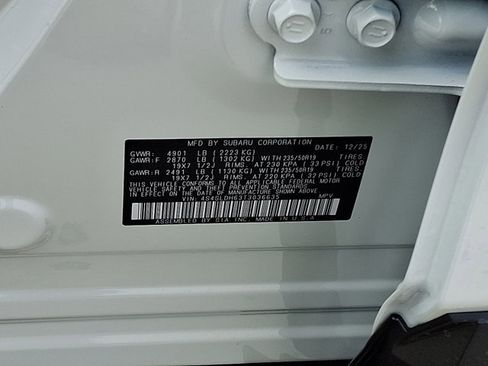 MFD BY SUBARU CORPORATION DATE: 12/25
GVWR: 4901 LB (2223 KG)
GAWR:F 2870 LB (1302 KG) WITH 235/50R19 TIRES.
19X7 1/2J RIMS. AT 230 KPA (33 PSI) COLD
GAWR:R 2491 LB (1130 KG) WITH 235/50R19 TIRES.
19X7 1/2J RIMS. AT 220 KPA (32 PSI) COLD
THIS VEHICLE CONFORMS TO ALL APPLICABLE FEDERAL MOTOR
VEHICLE SAFETY AND THEFT PREVENTION STANDARDS
IN EFFECT ON THE DATE OF MANUFACTURE SHOWN ABOVE.
VIN: 4S4SLDH63T3036635 MPV
ASSEMBLED BY SIA INC. MADE IN U.S.A